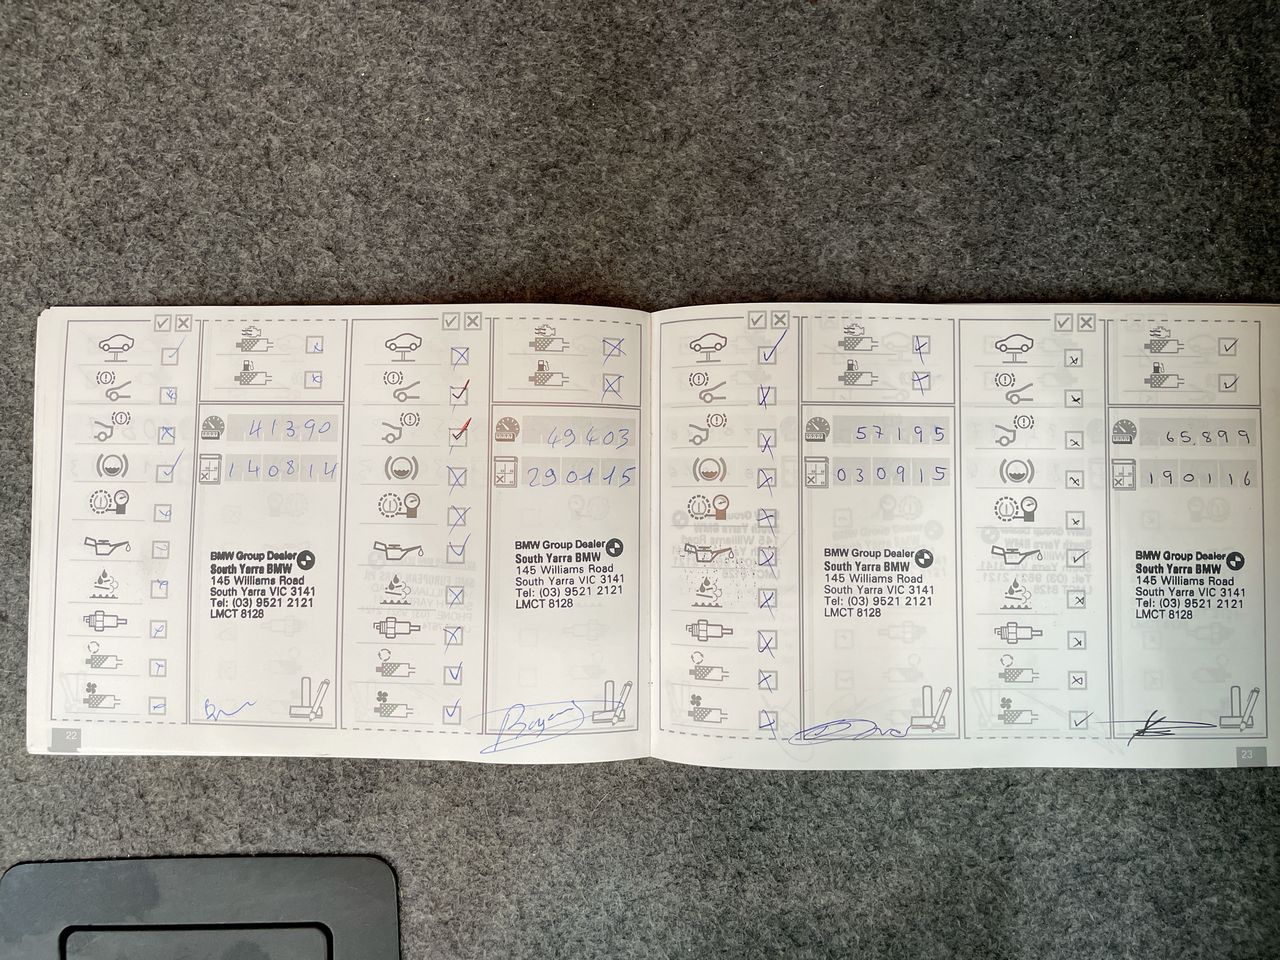 41390
140814
BMW Group Dealer
South Yarra BMW
145 Williams Road
South Yarra VIC 3141
Tel: (03) 9521 2121
LMCT 8128
22
49403
290115
BMW Group Dealer
South Yarra BMW
145 Williams Road
South Yarra VIC 3141
Tel: (03) 9521 2121
LMCT 8128
57195
030915
BMW Group Dealer
South Yarra BMW
145 Williams Road
South Yarra VIC 3141
Tel: (03) 9521 2121
LMCT 8128
65,899
190116
BMW Group Dealer
South Yarra BMW
145 Williams Road
South Yarra VIC 3141
Tel: (03) 9521 2121
LMCT 8128
23